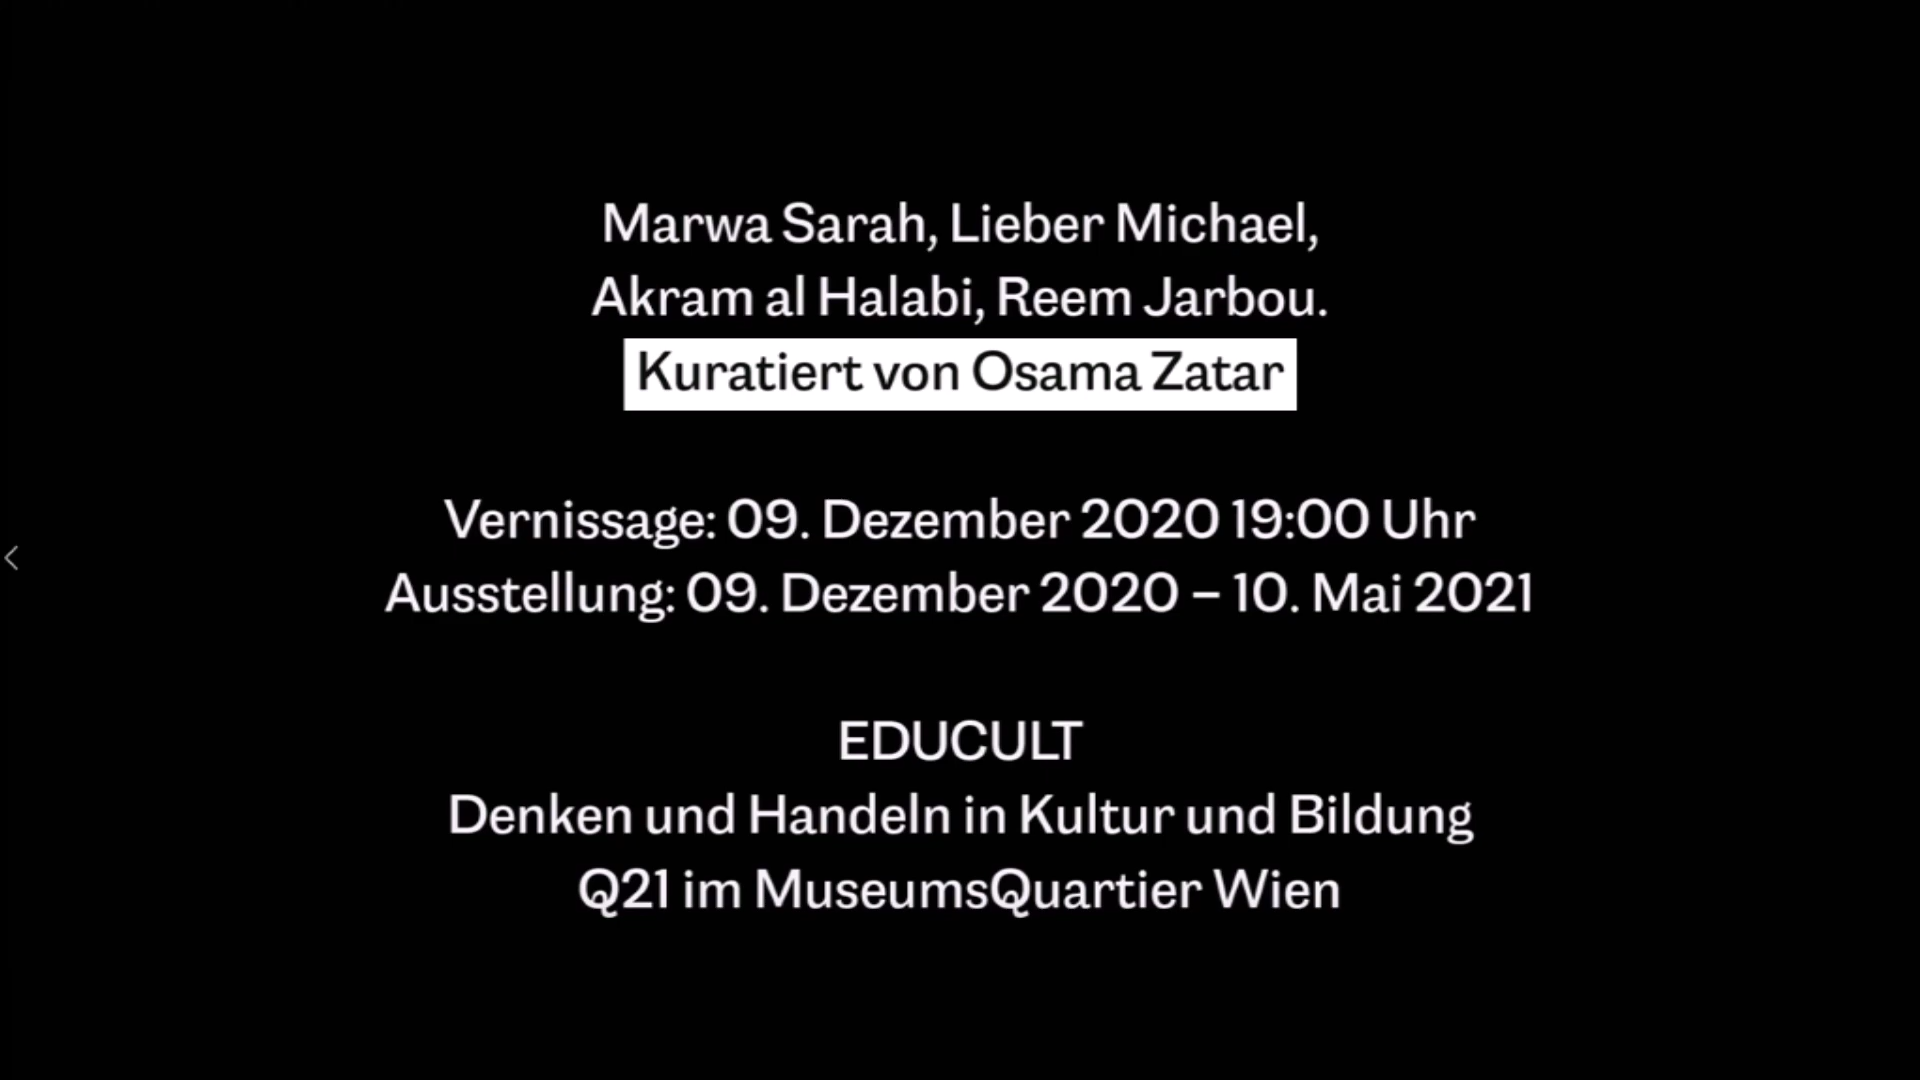 Marwa Sarah, Lieber Michael,
Akram al Halabi, Reem Jarbou.
Kuratiert von Osama Zatar
Vernissage: 09. Dezember 2020 19:00 Uhr
Ausstellung: 09. Dezember 2020 – 10. Mai 2021
EDUCULT
Denken und Handeln in Kultur und Bildung
Q21 im MuseumsQuartier Wien